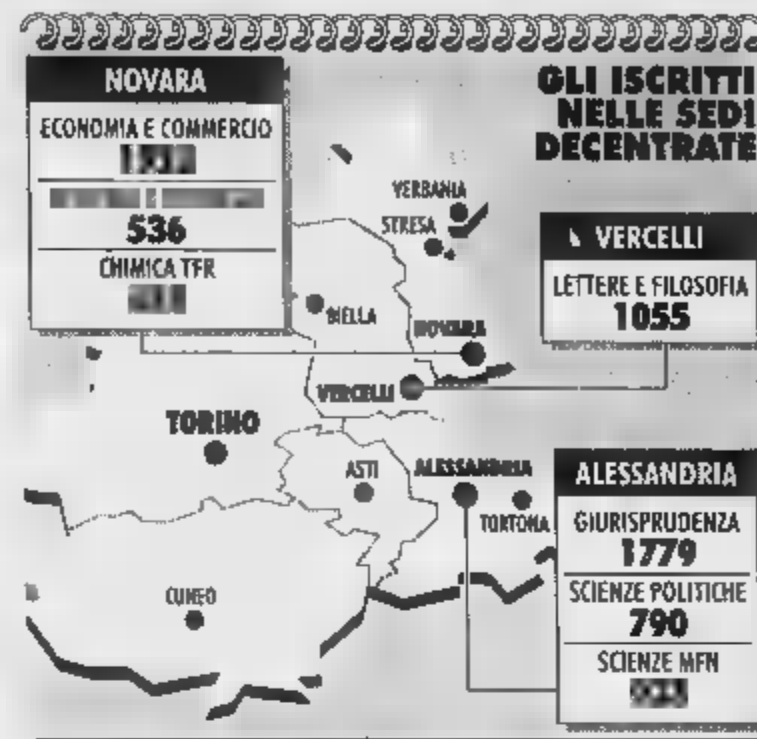 GLI ISCRITTI
NELLE SEDI
DECENTRATE
NOVARA
ECONOMIA E COMMERCIO
536
CHIMICA TFR
VERCELLI
LETTERE E FILOSOFIA
1055
ALESSANDRIA
GIURISPRUDENZA
1779
SCIENZE POLITICHE
790
SCIENZE MFN
VERBANIA
STRESA
BIELLA
NOVARA
VERCELLI
TORINO
ASTI
ALESSANDRIA
TORTONA
CUNEO